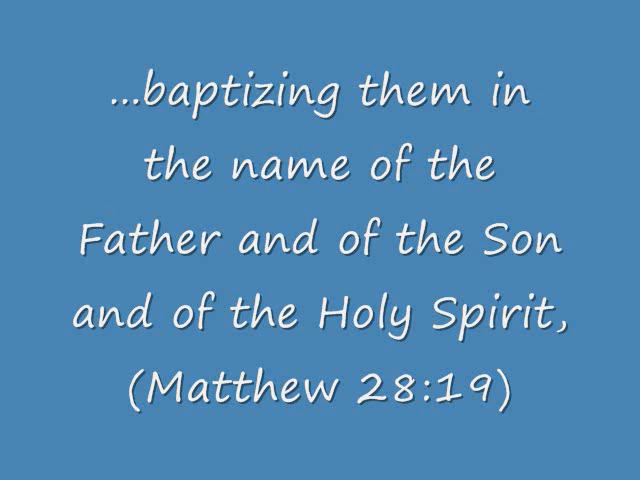 ...baptizing them in
the name of the
Father and of the Son
and of the Holy Spirit,
(Matthew 28:19)